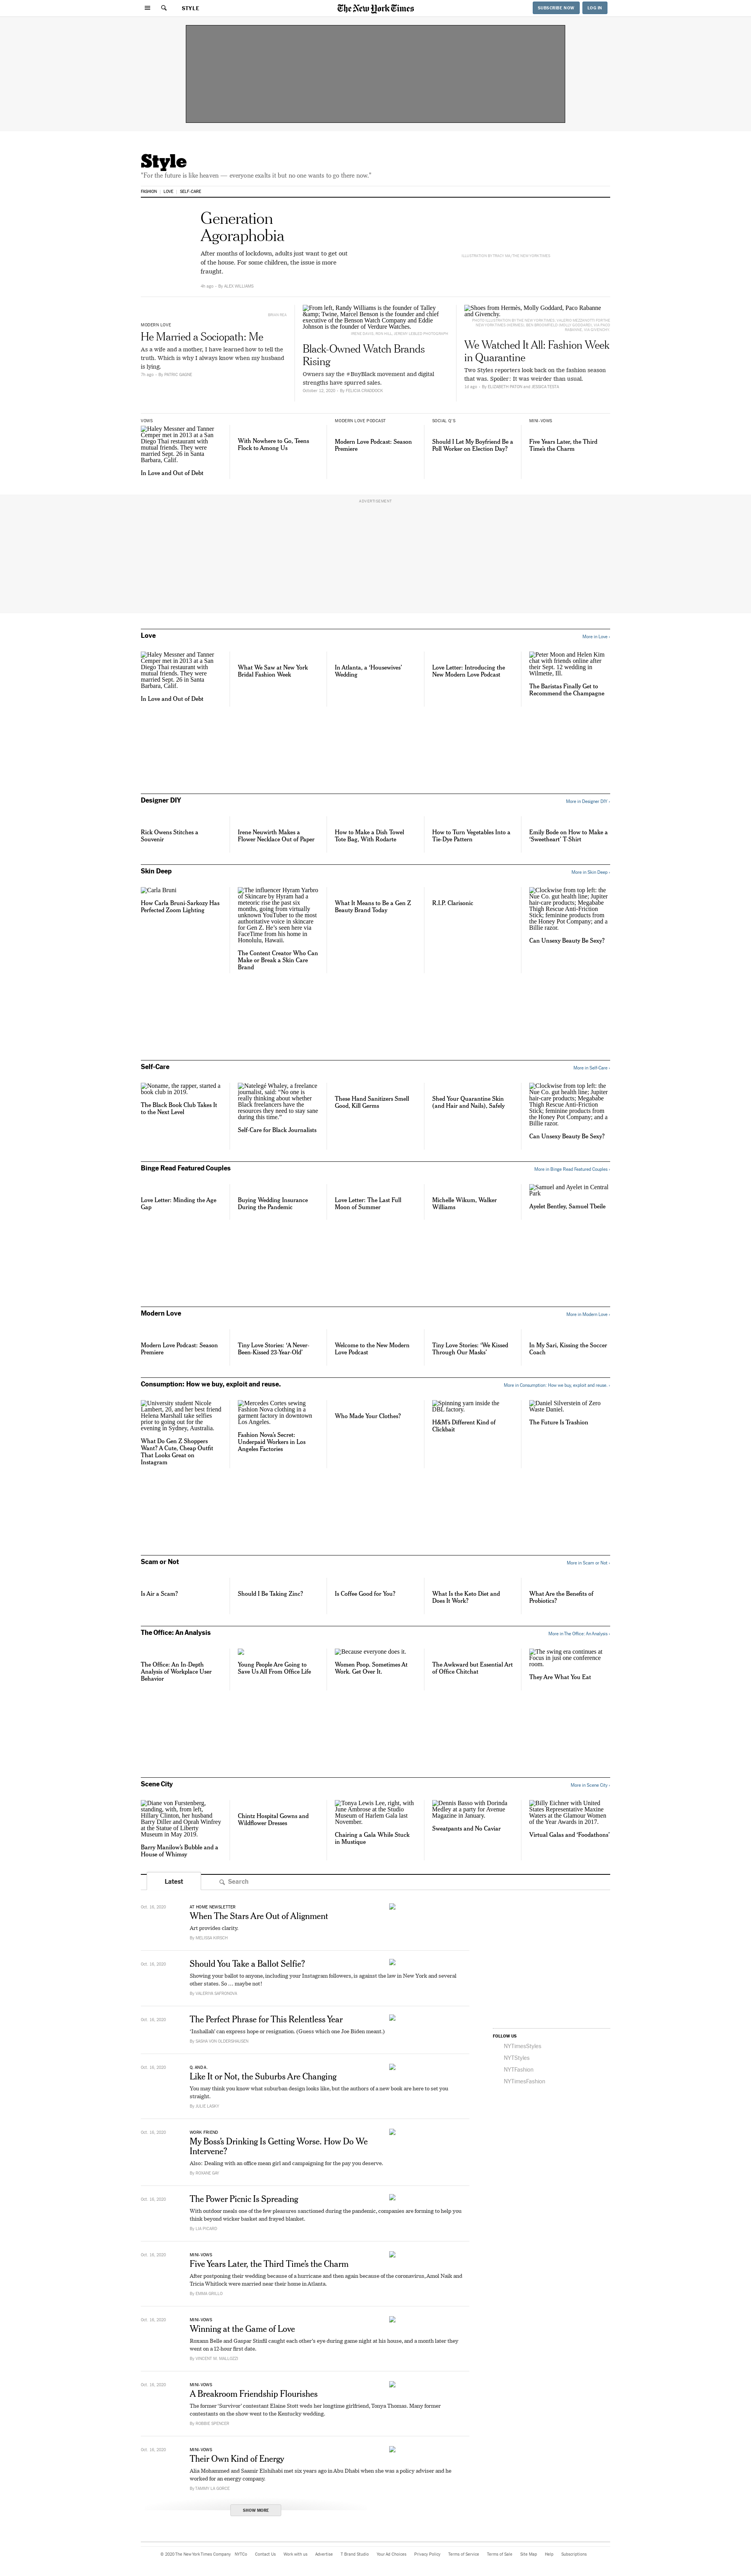 STYLE
The New York Times
SUBSCRIBE NOW
LOG IN
Style
"For the future is like heaven — everyone exalts it but no one wants to go there now."
FASHION
LOVE
SELF-CARE
Generation
Agoraphobia
After months of lockdown, adults just want to get out
of the house. For some children, the issue is more
fraught.
4h ago · By ALEX WILLIAMS
ILLUSTRATION BY TRACY MA/THE NEW YORK TIMES
BRIAN REA
MODERN LOVE
He Married a Sociopath: Me
As a wife and a mother, I have learned how to tell the
truth. Which is why I always know when my husband
is lying.
7h ago · By PATRIC GAGNE
From left, Randy Williams is the founder of Talley
&amp; Twine, Marcel Benson is the founder and chief
executive of the Benson Watch Company and Eddie
Johnson is the founder of Verdure Watches.
Black-Owned Watch Brands
Rising
Owners say the #BuyBlack movement and digital
strategies have spurred sales.
October 12, 2020 · By FELICIA CRADDOCK
Shoes from Hermès, Molly Goddard, Paco Rabanne
and Givenchy.
We Watched It All: Fashion Week
in Quarantine
Two Styles reporters look back on the fashion season
that was. Spoiler: It was weirder than usual.
1d ago · By ELIZABETH PATON and JESSICA TESTA
VOWS
Haley Messner and Tanner
Cemper met in 2013 at a San
Diego Thai restaurant with
mutual friends. They were
married Sept. 26 in Santa
Barbara, Calif.
In Love and Out of Debt
With Nowhere to Go, Teens
Flock to Among Us
MODERN LOVE PODCAST
Modern Love Podcast: Season
Premiere
SOCIAL Q'S
Should I Let My Boyfriend Be a
Poll Worker on Election Day?
MINI-VOWS
Five Years Later, the Third
Time's the Charm
ADVERTISEMENT
Love
More in Love ›
Haley Messner and Tanner
Cemper met in 2013 at a San
Diego Thai restaurant with
mutual friends. They were
married Sept. 26 in Santa
Barbara, Calif.
In Love and Out of Debt
What We Saw at New York
Bridal Fashion Week
In Atlanta, a 'Housewives'
Wedding
Love Letter: Introducing the
New Modern Love Podcast
Peter Moon and Helen Kim
chat with friends online after
their Sept. 12 wedding in
Wilmette, Ill.
The Baristas Finally Get to
Recommend the Champagne
Designer DIY
More in Designer DIY ›
Rick Owens Stitches a
Souvenir
Irene Neuwirth Makes a
Flower Necklace Out of Paper
How to Make a Dish Towel
Tote Bag, With Rodarte
How to Turn Vegetables Into a
Tie-Dye Pattern
Emily Bode on How to Make a
'Sweetheart' T-Shirt
Skin Deep
More in Skin Deep ›
Carla Bruni
How Carla Bruni-Sarkozy Has
Perfected Zoom Lighting
The influencer Hyram Yarbro
of Skincare by Hyram had a
meteoric rise the past six
months, going from virtually
unknown YouTuber to the most
authoritative voice in skincare
for Gen Z. He's seen here via
FaceTime from his home in
Honolulu, Hawaii.
The Content Creator Who Can
Make or Break a Skin Care
Brand
What It Means to Be a Gen Z
Beauty Brand Today
R.I.P. Clarisonic
Clockwise from top left: the
Nue Co. gut health line; Jupiter
hair-care products; Megababe
Thigh Rescue Anti-Friction
Stick; feminine products from
the Honey Pot Company; and a
Billie razor.
Can Unsexy Beauty Be Sexy?
Self-Care
More in Self-Care ›
Noname, the rapper, started a
book club in 2019.
The Black Book Club Takes It
to the Next Level
Natelegé Whaley, a freelance
journalist, said: "No one is
really thinking about whether
Black freelancers have the
resources they need to stay sane
during this time."
Self-Care for Black Journalists
These Hand Sanitizers Smell
Good, Kill Germs
Shed Your Quarantine Skin
(and Hair and Nails), Safely
Clockwise from top left: the
Nue Co. gut health line; Jupiter
hair-care products; Megababe
Thigh Rescue Anti-Friction
Stick; feminine products from
the Honey Pot Company; and a
Billie razor.
Can Unsexy Beauty Be Sexy?
Binge Read Featured Couples
More in Binge Read Featured Couples ›
Love Letter: Minding the Age
Gap
Buying Wedding Insurance
During the Pandemic
Love Letter: The Last Full
Moon of Summer
Michelle Wikum, Walker
Williams
Samuel and Ayelet in Central
Park
Ayelet Bentley, Samuel Tbeile
Modern Love
More in Modern Love ›
Modern Love Podcast: Season
Premiere
Tiny Love Stories: 'A Never-
Been-Kissed 23-Year-Old'
Welcome to the New Modern
Love Podcast
Tiny Love Stories: 'We Kissed
Through Our Masks'
In My Sari, Kissing the Soccer
Coach
Consumption: How we buy, exploit and reuse.
More in Consumption: How we buy, exploit and reuse. ›
University student Nicole
Lambert, 20, and her best friend
Helena Marshall take selfies
prior to going out for the
evening in Sydney, Australia.
What Do Gen Z Shoppers
Want? A Cute, Cheap Outfit
That Looks Great on
Instagram
Mercedes Cortes sewing
Fashion Nova clothing in a
garment factory in downtown
Los Angeles.
Fashion Nova's Secret:
Underpaid Workers in Los
Angeles Factories
Who Made Your Clothes?
Spinning yarn inside the
DBL factory.
H&M's Different Kind of
Clickbait
Daniel Silverstein of Zero
Waste Daniel.
The Future Is Trashion
Scam or Not
More in Scam or Not ›
Is Air a Scam?
Should I Be Taking Zinc?
Is Coffee Good for You?
What Is the Keto Diet and
Does It Work?
What Are the Benefits of
Probiotics?
The Office: An Analysis
More in The Office: An Analysis ›
The Office: An In-Depth
Analysis of Workplace User
Behavior
Young People Are Going to
Save Us All From Office Life
Because everyone does it.
Women Poop. Sometimes At
Work. Get Over It.
The Awkward but Essential Art
of Office Chitchat
The swing era continues at
Focus in just one conference
room.
They Are What You Eat
Scene City
More in Scene City ›
Diane von Furstenberg,
standing, with, from left,
Hillary Clinton, her husband
Barry Diller and Oprah Winfrey
at the Statue of Liberty
Museum in May 2019.
Barry Manilow's Bubble and a
House of Whimsy
Chintz Hospital Gowns and
Wildflower Dresses
Tonya Lewis Lee, right, with
June Ambrose at the Studio
Museum of Harlem Gala last
November.
Chairing a Gala While Stuck
in Mustique
Dennis Basso with Dorinda
Medley at a party for Avenue
Magazine in January.
Sweatpants and No Caviar
Billy Eichner with United
States Representative Maxine
Waters at the Glamour Women
of the Year Awards in 2017.
Virtual Galas and 'Foodathons'
Latest
Search
Oct. 16, 2020
AT HOME NEWSLETTER
When The Stars Are Out of Alignment
Art provides clarity.
By MELISSA KIRSCH
Oct. 16, 2020
Should You Take a Ballot Selfie?
Showing your ballot to anyone, including your Instagram followers, is against the law in New York and several
other states. So … maybe not!
By VALERIYA SAFRONOVA
Oct. 16, 2020
The Perfect Phrase for This Relentless Year
'Inshallah' can express hope or resignation. (Guess which one Joe Biden meant.)
By SASHA VON OLDERSHAUSEN
Oct. 16, 2020
Q. AND A.
Like It or Not, the Suburbs Are Changing
You may think you know what suburban design looks like, but the authors of a new book are here to set you
straight.
By JULIE LASKY
Oct. 16, 2020
WORK FRIEND
My Boss's Drinking Is Getting Worse. How Do We
Intervene?
Also: Dealing with an office mean girl and campaigning for the pay you deserve.
By ROXANE GAY
Oct. 16, 2020
The Power Picnic Is Spreading
With outdoor meals one of the few pleasures sanctioned during the pandemic, companies are forming to help you
think beyond wicker basket and frayed blanket.
By LIA PICARD
Oct. 16, 2020
MINI-VOWS
Five Years Later, the Third Time's the Charm
After postponing their wedding because of a hurricane and then again because of the coronavirus, Amol Naik and
Tricia Whitlock were married near their home in Atlanta.
By EMMA GRILLO
Oct. 16, 2020
MINI-VOWS
Winning at the Game of Love
Roxann Belle and Gaspar Stinfil caught each other's eye during game night at his house, and a month later they
went on a 12-hour first date.
By VINCENT M. MALLOZZI
Oct. 16, 2020
MINI-VOWS
A Breakroom Friendship Flourishes
The former 'Survivor' contestant Elaine Stott weds her longtime girlfriend, Tonya Thomas. Many former
contestants on the show went to the Kentucky wedding.
By ROBBIE SPENCER
Oct. 16, 2020
MINI-VOWS
Their Own Kind of Energy
Alia Mohammed and Saamir Elshihabi met six years ago in Abu Dhabi when she was a policy adviser and he
worked for an energy company.
By TAMMY LA GORCE
SHOW MORE
FOLLOW US
NYTimesStyles
NYTStyles
NYTFashion
NYTimesFashion
© 2020 The New York Times Company
NYTCo
Contact Us
Work with us
Advertise
T Brand Studio
Your Ad Choices
Privacy Policy
Terms of Service
Terms of Sale
Site Map
Help
Subscriptions